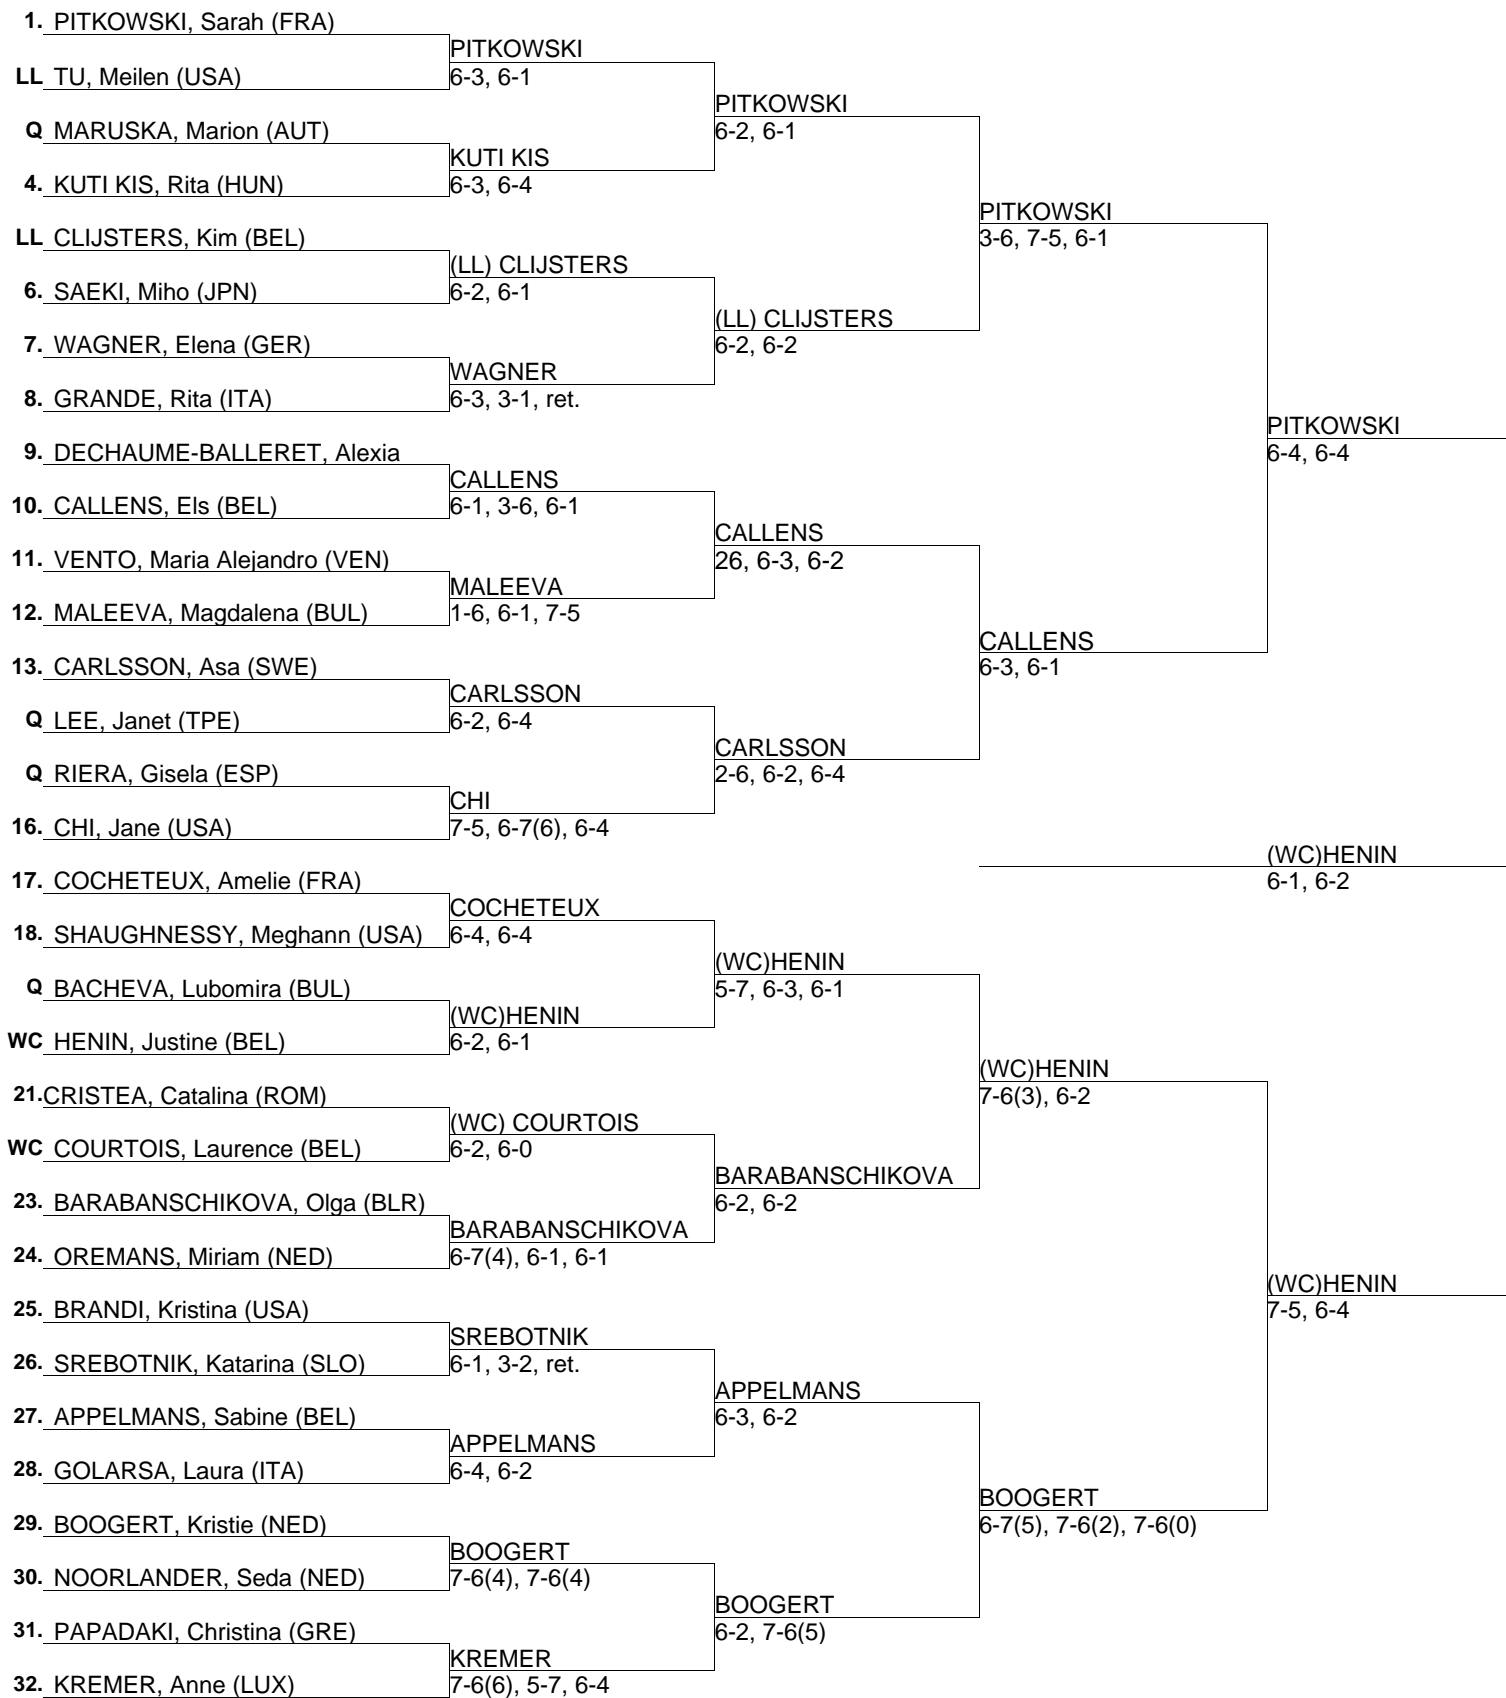 1. PITKOWSKI, Sarah (FRA)
PITKOWSKI
LL TU, Meilen (USA)
6-3, 6-1
PITKOWSKI
Q MARUSKA, Marion (AUT)
6-2, 6-1
KUTI KIS
4. KUTI KIS, Rita (HUN)
6-3, 6-4
PITKOWSKI
LL CLIJSTERS, Kim (BEL)
3-6, 7-5, 6-1
(LL) CLIJSTERS
6. SAEKI, Miho (JPN)
6-2, 6-1
(LL) CLIJSTERS
7. WAGNER, Elena (GER)
6-2, 6-2
WAGNER
8. GRANDE, Rita (ITA)
6-3, 3-1, ret.
PITKOWSKI
9. DECHAUME-BALLERET, Alexia
6-4, 6-4
CALLENS
10. CALLENS, Els (BEL)
6-1, 3-6, 6-1
CALLENS
11. VENTO, Maria Alejandro (VEN)
26, 6-3, 6-2
MALEEVA
12. MALEEVA, Magdalena (BUL)
1-6, 6-1, 7-5
CALLENS
13. CARLSSON, Asa (SWE)
6-3, 6-1
CARLSSON
Q LEE, Janet (TPE)
6-2, 6-4
CARLSSON
Q RIERA, Gisela (ESP)
2-6, 6-2, 6-4
CHI
16. CHI, Jane (USA)
7-5, 6-7(6), 6-4
(WC)HENIN
17. COCHETEUX, Amelie (FRA)
6-1, 6-2
COCHETEUX
18. SHAUGHNESSY, Meghann (USA)
6-4, 6-4
(WC)HENIN
Q BACHEVA, Lubomira (BUL)
5-7, 6-3, 6-1
(WC)HENIN
WC HENIN, Justine (BEL)
6-2, 6-1
(WC)HENIN
21.CRISTEA, Catalina (ROM)
7-6(3), 6-2
(WC) COURTOIS
WC COURTOIS, Laurence (BEL)
6-2, 6-0
BARABANSCHIKOVA
23. BARABANSCHIKOVA, Olga (BLR)
6-2, 6-2
BARABANSCHIKOVA
24. OREMANS, Miriam (NED)
6-7(4), 6-1, 6-1
(WC)HENIN
25. BRANDI, Kristina (USA)
7-5, 6-4
SREBOTNIK
26. SREBOTNIK, Katarina (SLO)
6-1, 3-2, ret.
APPELMANS
27. APPELMANS, Sabine (BEL)
6-3, 6-2
APPELMANS
28. GOLARSA, Laura (ITA)
6-4, 6-2
BOOGERT
29. BOOGERT, Kristie (NED)
6-7(5), 7-6(2), 7-6(0)
BOOGERT
30. NOORLANDER, Seda (NED)
7-6(4), 7-6(4)
BOOGERT
31. PAPADAKI, Christina (GRE)
6-2, 7-6(5)
KREMER
32. KREMER, Anne (LUX)
7-6(6), 5-7, 6-4